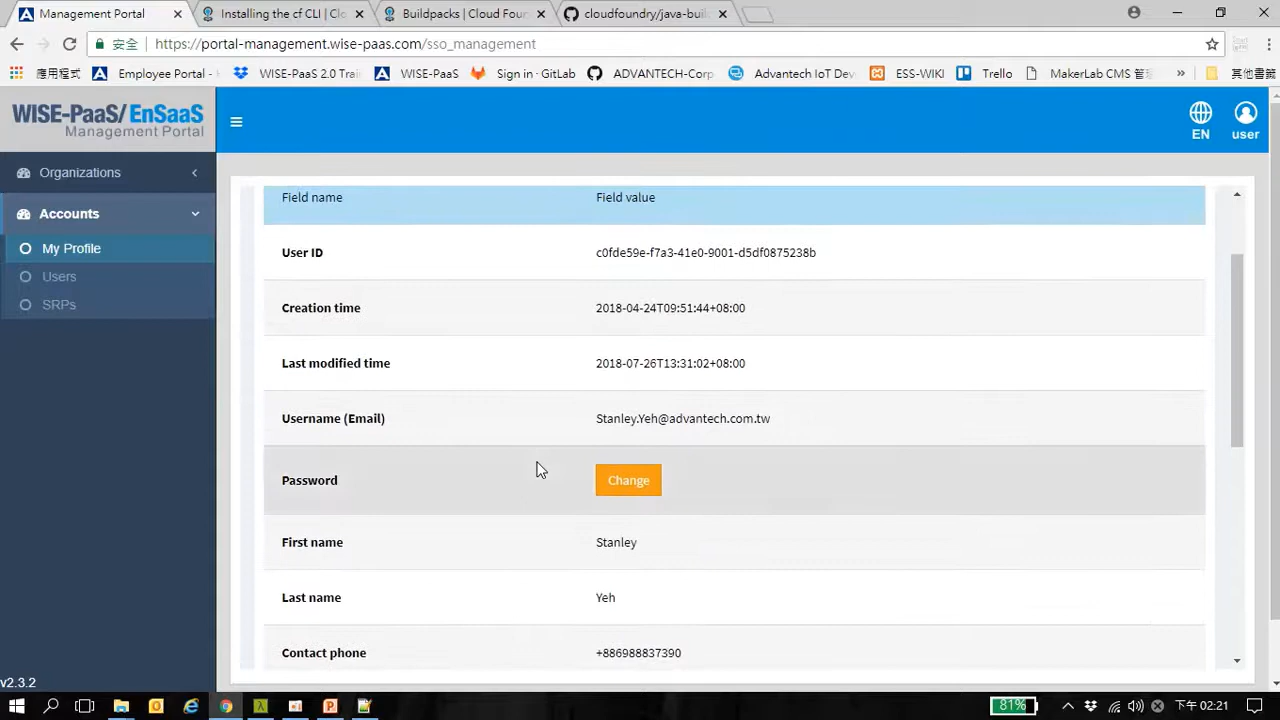 Management Portal
Installing the cf CLI | Clo
Buildpacks | Cloud Foun
cloudfoundry/java-buil
安全
https://portal-management.wise-paas.com/sso_management
應用程式
Employee Portal -
WISE-PaaS 2.0 Trai
WISE-PaaS
Sign in · GitLab
ADVANTECH-Corp
Advantech IoT Dev
ESS-WIKI
Trello
MakerLab CMS 管
»
其他書籤
WISE-PaaS/ EnSaaS
Management Portal
EN
user
Organizations
Accounts
My Profile
Users
SRPs
Field name Field value
User ID c0fde59e-f7a3-41e0-9001-d5df0875238b
Creation time 2018-04-24T09:51:44+08:00
Last modified time 2018-07-26T13:31:02+08:00
Username (Email) Stanley.Yeh@advantech.com.tw
Password Change
First name Stanley
Last name Yeh
Contact phone +886988837390
v2.3.2
81%
下午 02:21